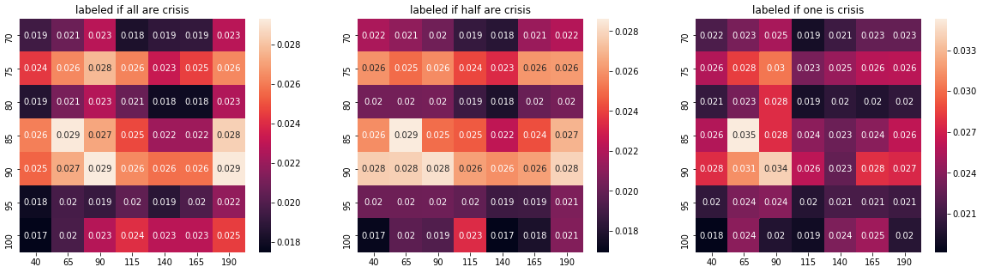 labeled if all are crisis
labeled if half are crisis
labeled if one is crisis
70 0.019 0.021 0.023 0.018 0.019 0.019 0.023
75 0.024 0.026 0.028 0.026 0.023 0.025 0.026
80 0.019 0.021 0.023 0.021 0.018 0.018 0.023
85 0.026 0.029 0.027 0.025 0.022 0.022 0.028
90 0.025 0.027 0.029 0.026 0.026 0.026 0.029
95 0.018 0.02 0.019 0.02 0.019 0.02 0.022
100 0.017 0.02 0.023 0.024 0.023 0.023 0.025
40 65 90 115 140 165 190
0.028
0.026
0.024
0.022
0.020
0.018
70 0.022 0.021 0.02 0.019 0.018 0.021 0.022
75 0.026 0.025 0.026 0.024 0.023 0.026 0.026
80 0.02 0.02 0.02 0.019 0.018 0.02 0.02
85 0.026 0.029 0.025 0.025 0.022 0.024 0.027
90 0.028 0.028 0.028 0.026 0.026 0.026 0.028
95 0.02 0.02 0.02 0.02 0.019 0.019 0.021
100 0.017 0.02 0.019 0.023 0.017 0.018 0.021
40 65 90 115 140 165 190
0.028
0.026
0.024
0.022
0.020
0.018
70 0.022 0.023 0.025 0.019 0.021 0.023 0.023
75 0.026 0.028 0.03 0.023 0.025 0.026 0.026
80 0.021 0.023 0.028 0.019 0.02 0.02 0.02
85 0.026 0.035 0.028 0.024 0.023 0.024 0.026
90 0.028 0.031 0.034 0.026 0.023 0.028 0.027
95 0.02 0.024 0.024 0.02 0.021 0.021 0.021
100 0.018 0.024 0.02 0.019 0.024 0.025 0.02
40 65 90 115 140 165 190
0.033
0.030
0.027
0.024
0.021